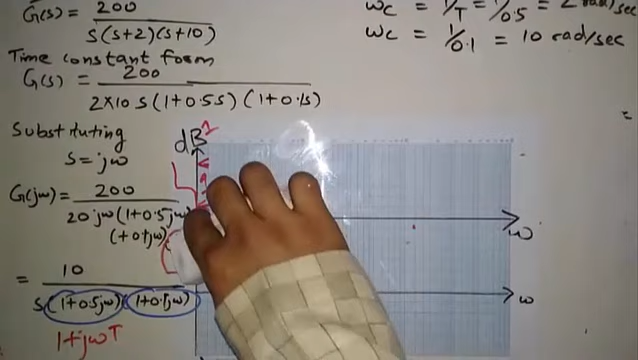 G(s) = 200
s(s+2)(s+10)
Time constant form
G(s) = 200
2×10 s(1+0.5s)(1+0.1s)
Substituting
s=jω
G(jω) = 200
20jω(1+0.5jω)
(1+0.1jω)
= 10
s(1+0.5jω)(1+0.1jω)
1+jωT
ωc = 1/T = 1/0.5 = 2 rad/sec
ωc = 1/0.1 = 10 rad/sec
=
dB
ω
ω